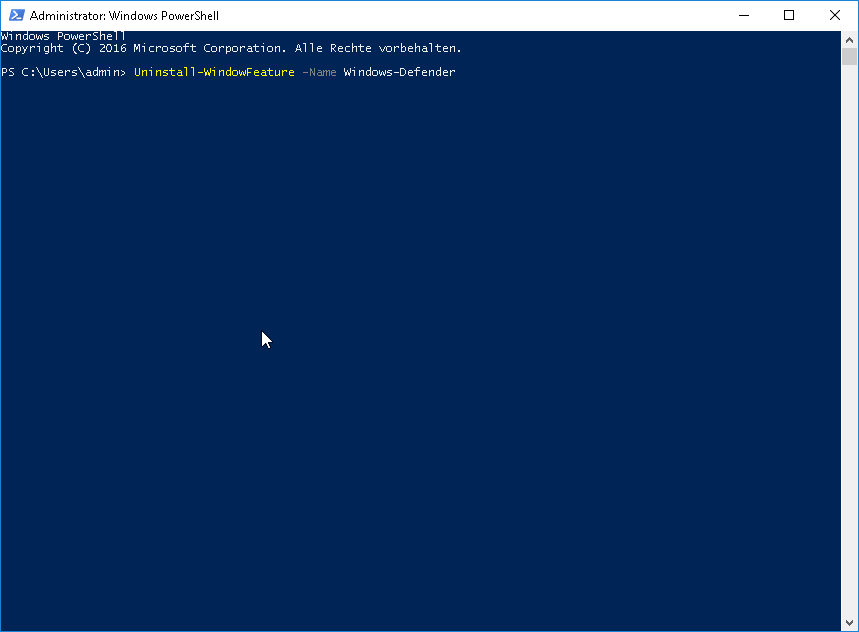 Administrator: Windows PowerShell
Windows PowerShell
Copyright (C) 2016 Microsoft Corporation. Alle Rechte vorbehalten.
PS C:\Users\admin> Uninstall-WindowFeature -Name Windows-Defender